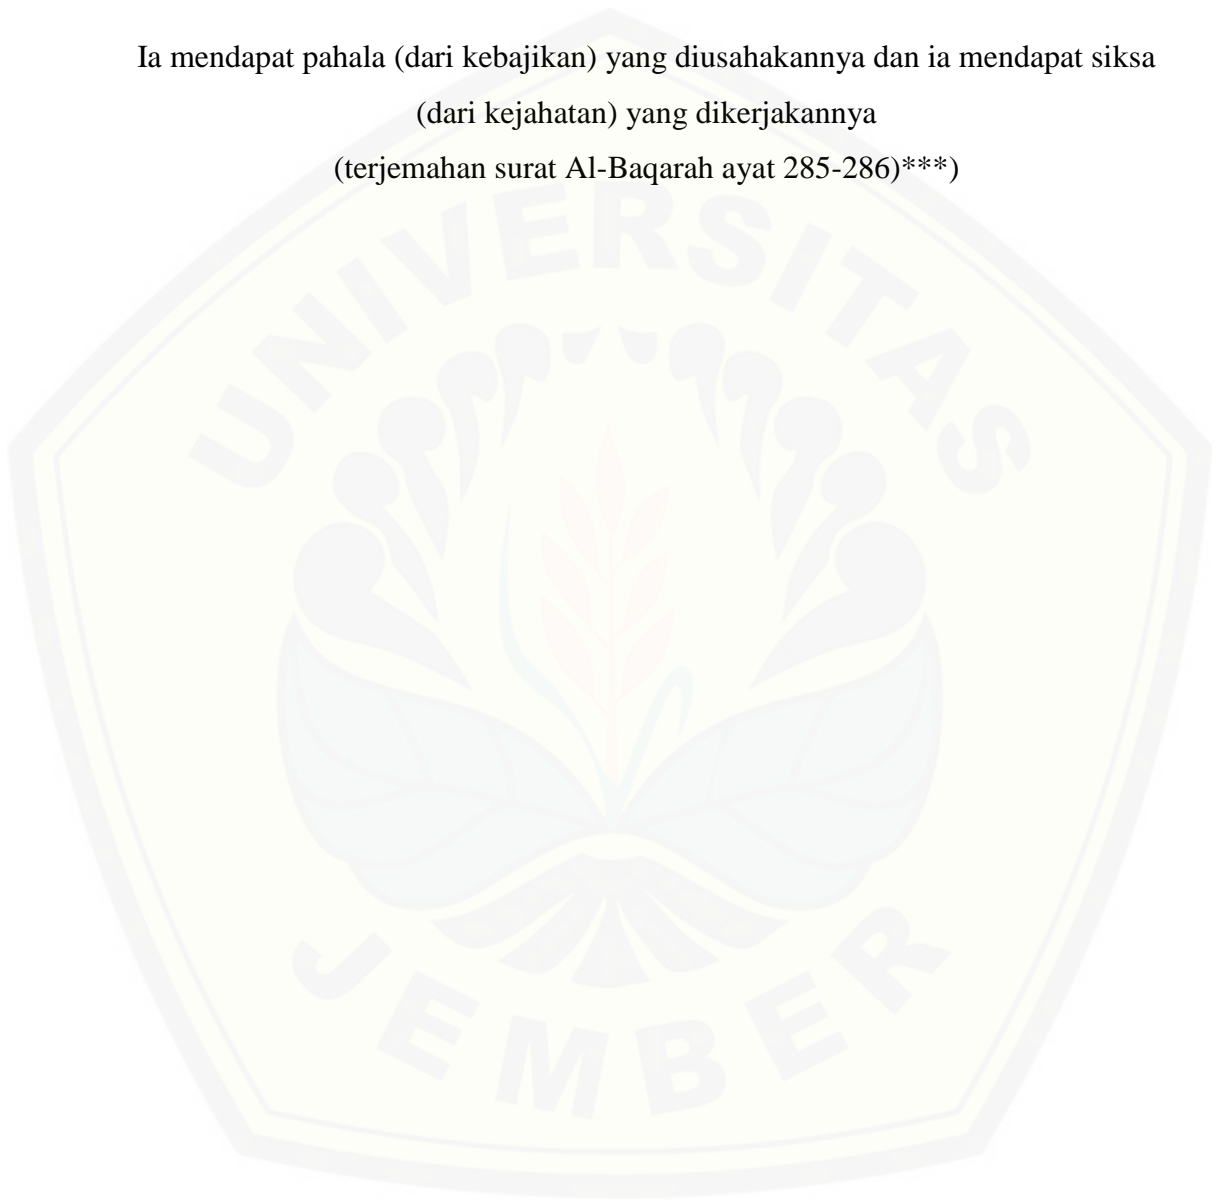 Ia mendapat pahala (dari kebajikan) yang diusahakannya dan ia mendapat siksa
(dari kejahatan) yang dikerjakannya
(terjemahan surat Al-Baqarah ayat 285-286)***)
UNIVERSITAS
JEMBER